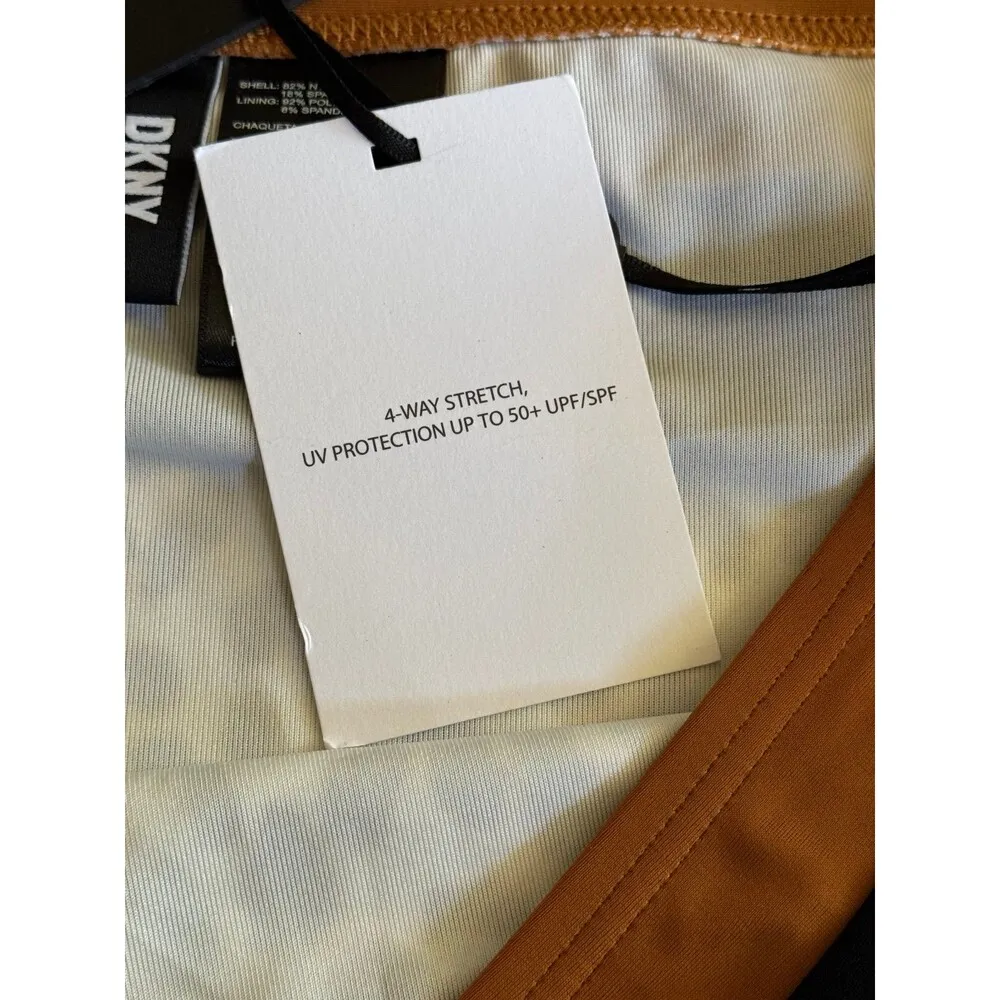 DKNY
SHELL: 82% N
18% SPA
LINING: 92% POL
8% SPAND
CHAQUETA
4-WAY STRETCH,
UV PROTECTION UP TO 50+ UPF/SPF